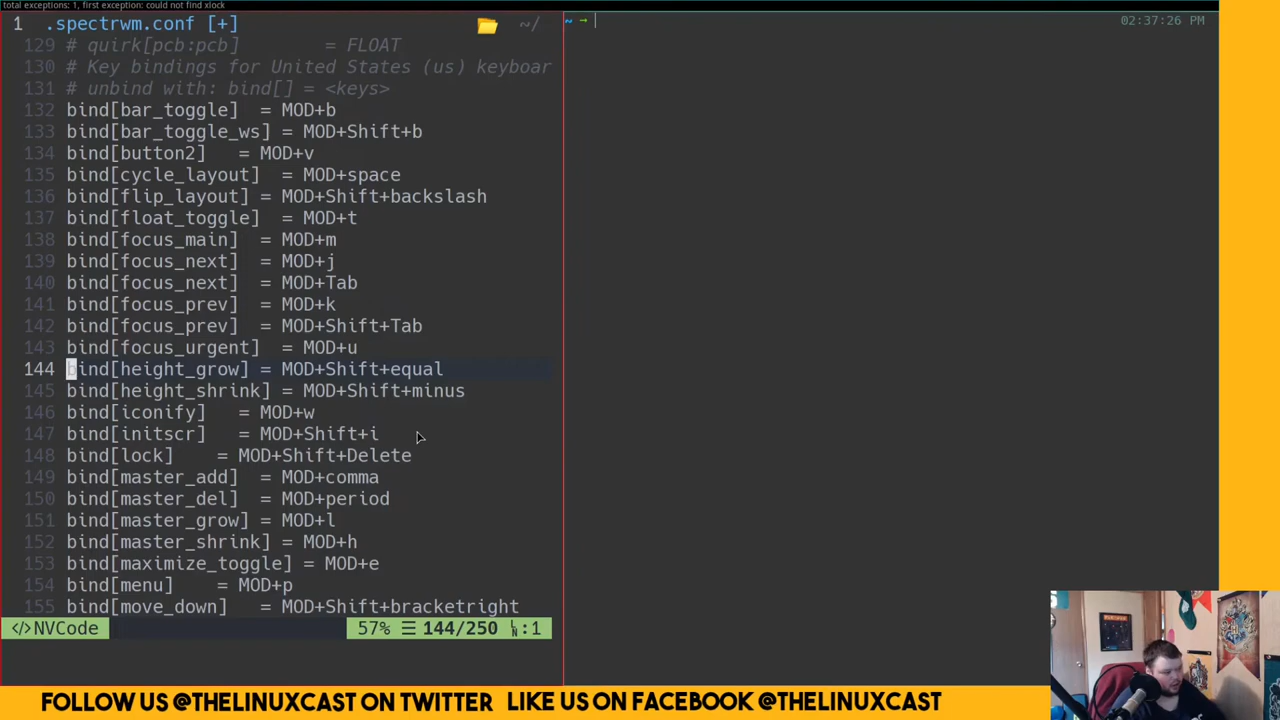 total exceptions: 1, first exception: could not find xlock
1 .spectrwm.conf [+] ~/
129 # quirk[pcb:pcb] = FLOAT
130 # Key bindings for United States (us) keyboar
131 # unbind with: bind[] = <keys>
132 bind[bar_toggle] = MOD+b
133 bind[bar_toggle_ws] = MOD+Shift+b
134 bind[button2] = MOD+v
135 bind[cycle_layout] = MOD+space
136 bind[flip_layout] = MOD+Shift+backslash
137 bind[float_toggle] = MOD+t
138 bind[focus_main] = MOD+m
139 bind[focus_next] = MOD+j
140 bind[focus_next] = MOD+Tab
141 bind[focus_prev] = MOD+k
142 bind[focus_prev] = MOD+Shift+Tab
143 bind[focus_urgent] = MOD+u
144 bind[height_grow] = MOD+Shift+equal
145 bind[height_shrink] = MOD+Shift+minus
146 bind[iconify] = MOD+w
147 bind[initscr] = MOD+Shift+i
148 bind[lock] = MOD+Shift+Delete
149 bind[master_add] = MOD+comma
150 bind[master_del] = MOD+period
151 bind[master_grow] = MOD+l
152 bind[master_shrink] = MOD+h
153 bind[maximize_toggle] = MOD+e
154 bind[menu] = MOD+p
155 bind[move_down] = MOD+Shift+bracketright
</>NVCode 57% ☰ 144/250 LN:1
~ → 02:37:26 PM
FOLLOW US @THELINUXCAST ON TWITTER LIKE US ON FACEBOOK @THELINUXCAST